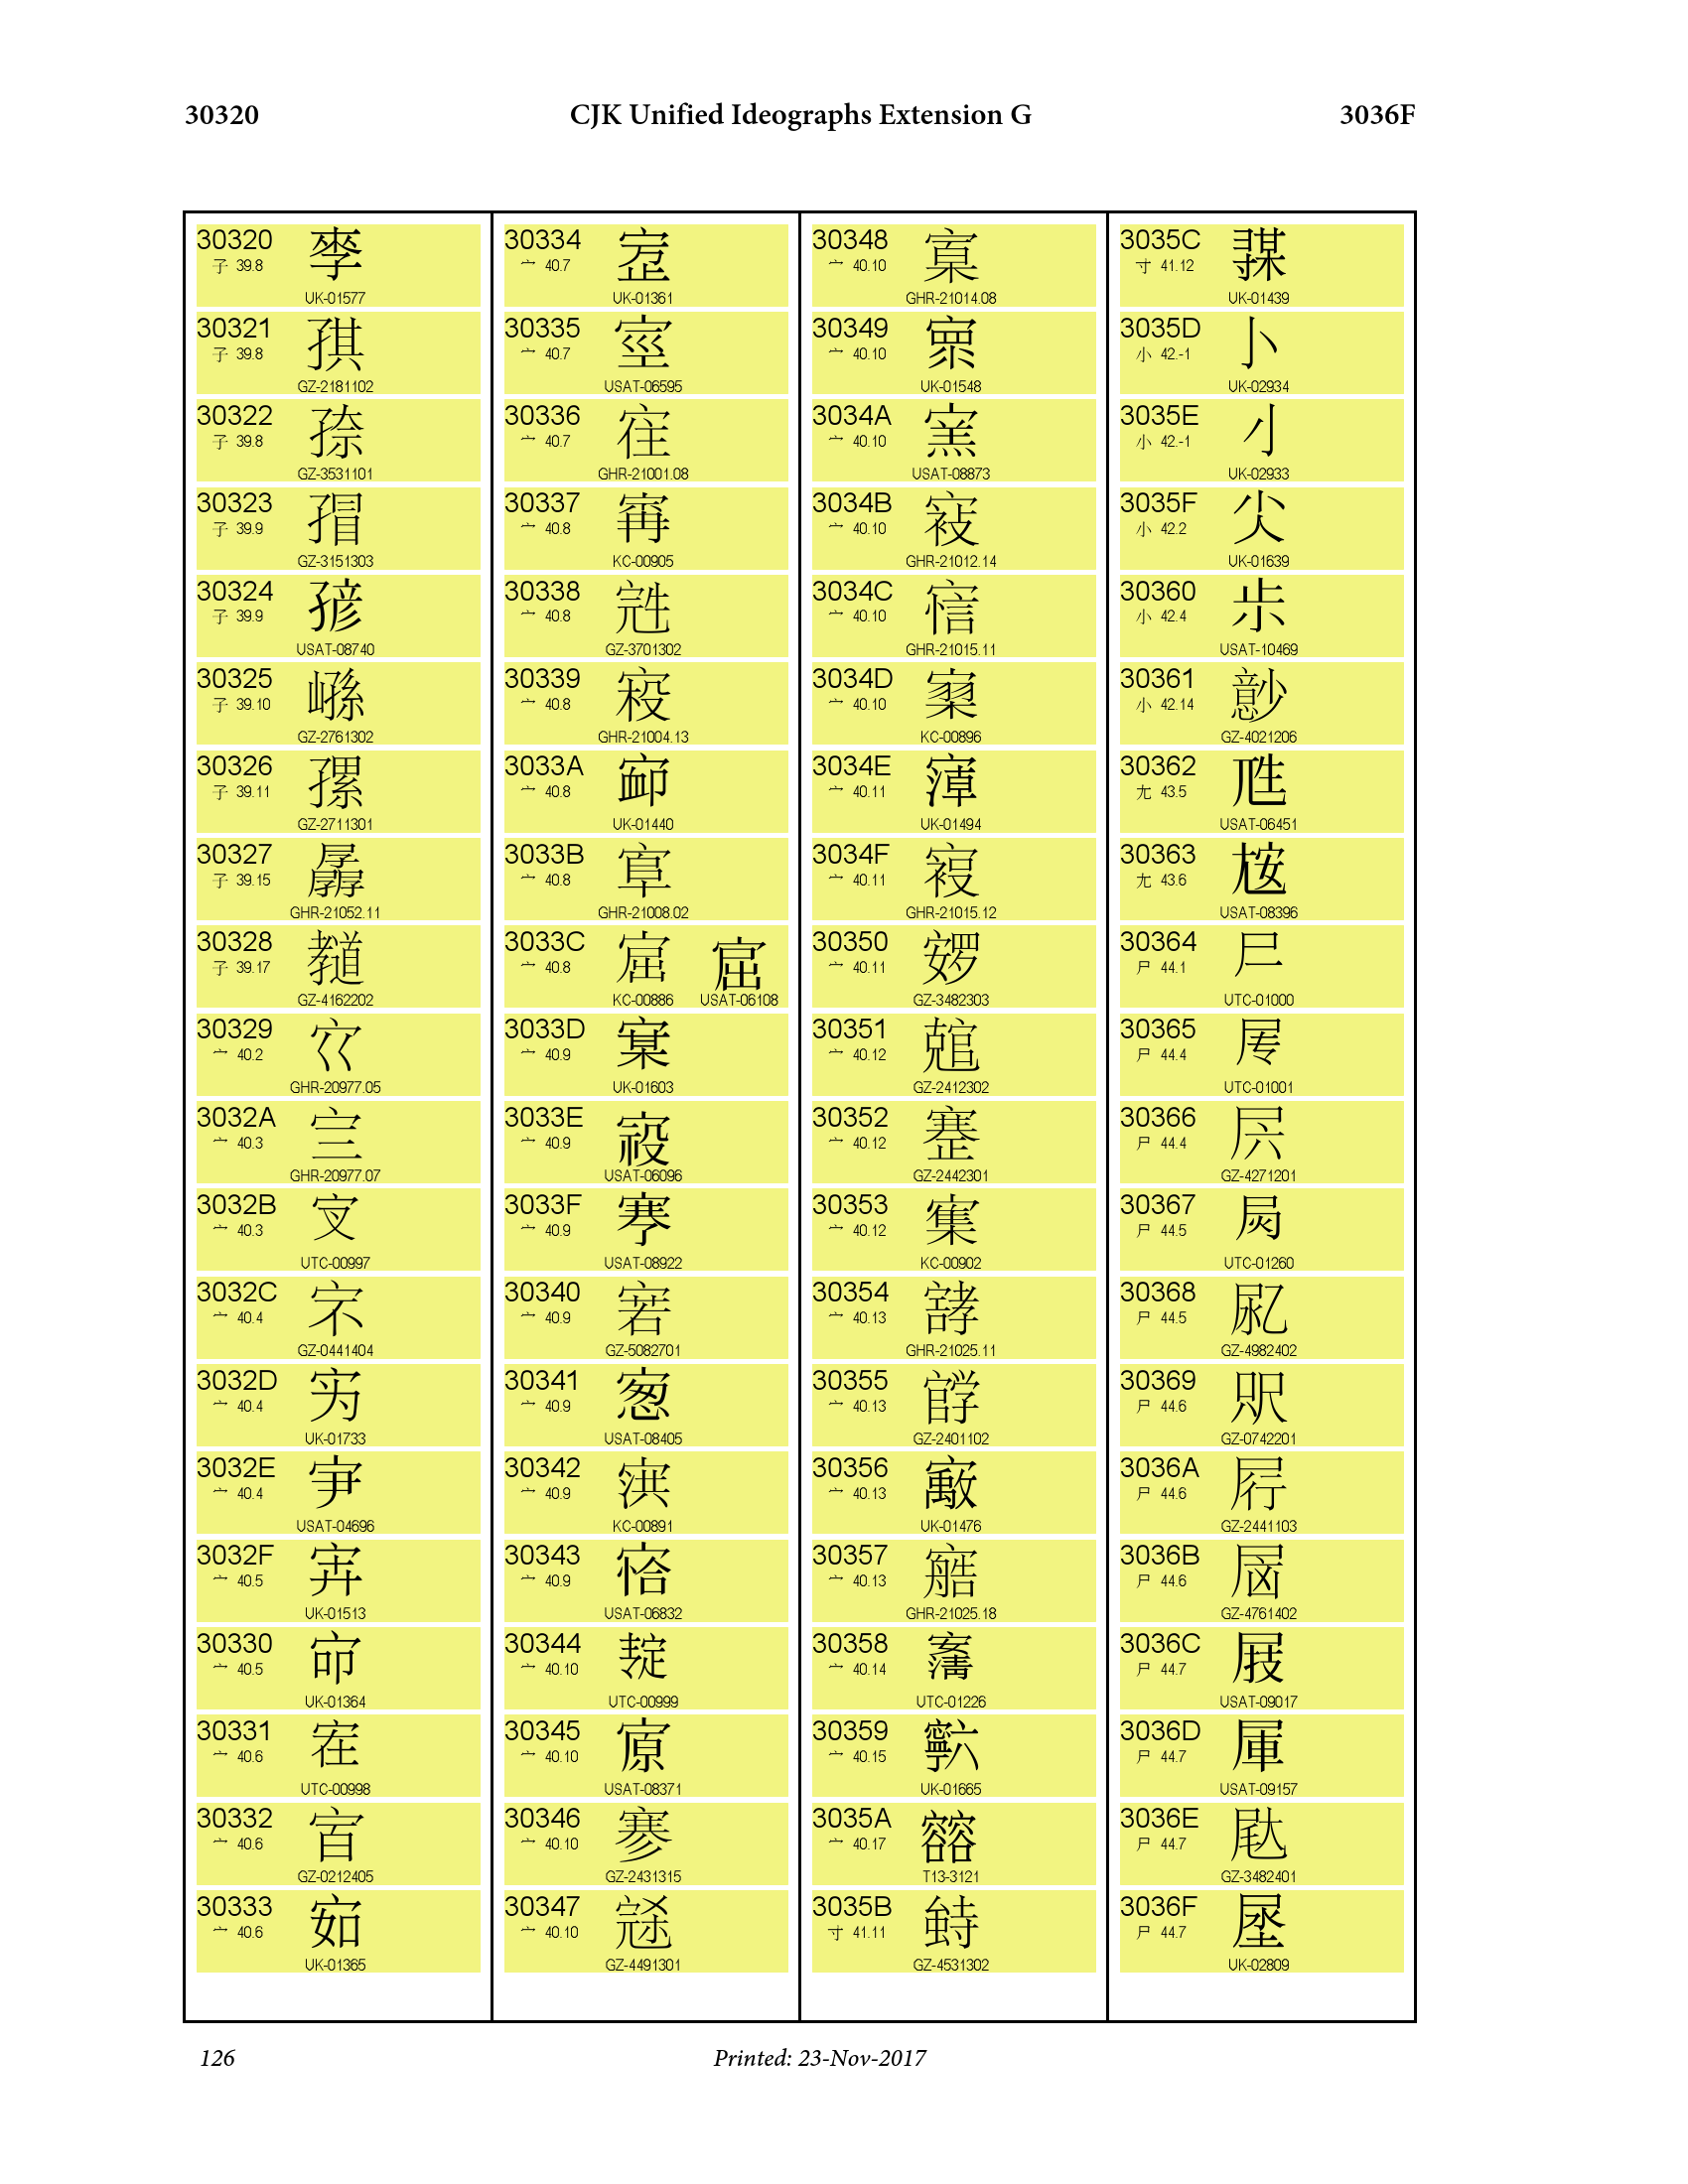 30320 CJK Unified Ideographs Extension G 3036F
30320
子 39.8
UK-01577
30321
子 39.8
GZ-2181102
30322
子 39.8
GZ-3531101
30323
子 39.9
GZ-3151303
30324
子 39.9
USAT-08740
30325
子 39.10
GZ-2761302
30326
子 39.11
GZ-2711301
30327
子 39.15
GHR-21052.11
30328
子 39.17
GZ-4162202
30329
宀 40.2
GHR-20977.05
3032A
宀 40.3
GHR-20977.07
3032B
宀 40.3
UTC-00997
3032C
宀 40.4
GZ-0441404
3032D
宀 40.4
UK-01733
3032E
宀 40.4
USAT-04696
3032F
宀 40.5
UK-01513
30330
宀 40.5
UK-01364
30331
宀 40.6
UTC-00998
30332
宀 40.6
GZ-0212405
30333
宀 40.6
UK-01365
30334
宀 40.7
UK-01361
30335
宀 40.7
USAT-06595
30336
宀 40.7
GHR-21001.08
30337
宀 40.8
KC-00905
30338
宀 40.8
GZ-3701302
30339
宀 40.8
GHR-21004.13
3033A
宀 40.8
UK-01440
3033B
宀 40.8
GHR-21008.02
3033C
宀 40.8
KC-00886 USAT-06108
3033D
宀 40.9
UK-01603
3033E
宀 40.9
USAT-06096
3033F
宀 40.9
USAT-08922
30340
宀 40.9
GZ-5082701
30341
宀 40.9
USAT-08405
30342
宀 40.9
KC-00891
30343
宀 40.9
USAT-06832
30344
宀 40.10
UTC-00999
30345
宀 40.10
USAT-08371
30346
宀 40.10
GZ-2431315
30347
宀 40.10
GZ-4491301
30348
宀 40.10
GHR-21014.08
30349
宀 40.10
UK-01548
3034A
宀 40.10
USAT-08873
3034B
宀 40.10
GHR-21012.14
3034C
宀 40.10
GHR-21015.11
3034D
宀 40.10
KC-00896
3034E
宀 40.11
UK-01494
3034F
宀 40.11
GHR-21015.12
30350
宀 40.11
GZ-3482303
30351
宀 40.12
GZ-2412302
30352
宀 40.12
GZ-2442301
30353
宀 40.12
KC-00902
30354
宀 40.13
GHR-21025.11
30355
宀 40.13
GZ-2401102
30356
宀 40.13
UK-01476
30357
宀 40.13
GHR-21025.18
30358
宀 40.14
UTC-01226
30359
宀 40.15
UK-01665
3035A
宀 40.17
T13-3121
3035B
寸 41.11
GZ-4531302
3035C
寸 41.12
UK-01439
3035D
小 42.-1
UK-02934
3035E
小 42.-1
UK-02933
3035F
小 42.2
UK-01639
30360
小 42.4
USAT-10469
30361
小 42.14
GZ-4021206
30362
尢 43.5
USAT-06451
30363
尢 43.6
USAT-08396
30364
尸 44.1
UTC-01000
30365
尸 44.4
UTC-01001
30366
尸 44.4
GZ-4271201
30367
尸 44.5
UTC-01260
30368
尸 44.5
GZ-4982402
30369
尸 44.6
GZ-0742201
3036A
尸 44.6
GZ-2441103
3036B
尸 44.6
GZ-4761402
3036C
尸 44.7
USAT-09017
3036D
尸 44.7
USAT-09157
3036E
尸 44.7
GZ-3482401
3036F
尸 44.7
UK-02809
126 Printed: 23-Nov-2017